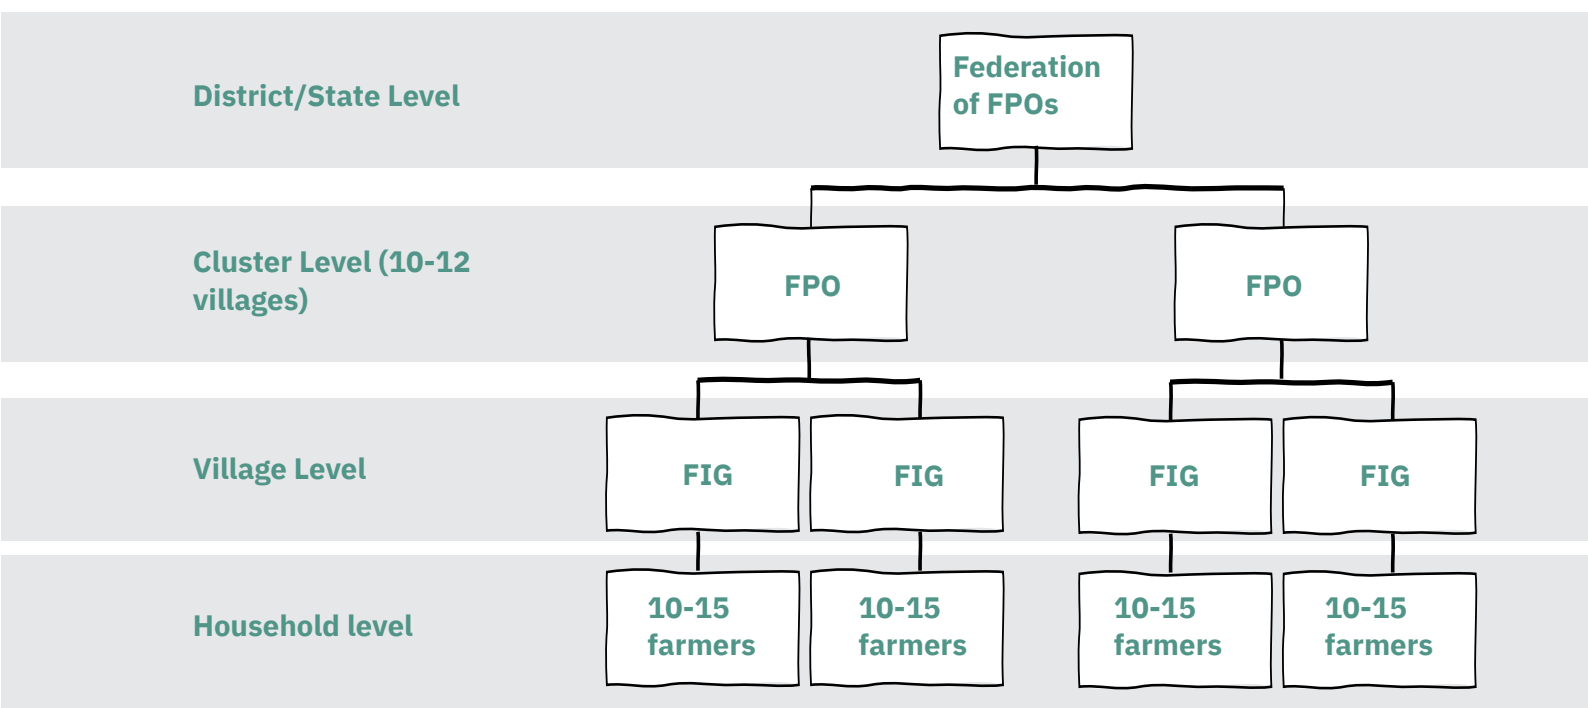 District/State Level
Federation
of FPOs
Cluster Level (10-12
villages)
FPO
FPO
Village Level
FIG
FIG
FIG
FIG
Household level
10-15
farmers
10-15
farmers
10-15
farmers
10-15
farmers